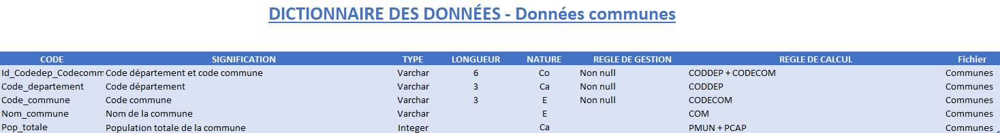 DICTIONNAIRE DES DONNÉES - Données communes
CODE SIGNIFICATION TYPE LONGUEUR NATURE REGLE DE GESTION REGLE DE CALCUL Fichier
Id_Codedep_Codecomm Code département et code commune Varchar 6 Co Non null CODDEP + CODECOM Communes
Code_departement Code département Varchar 3 Ca Non null CODDEP Communes
Code_commune Code commune Varchar 3 E Non null CODECOM Communes
Nom_commune Nom de la commune Varchar E COM Communes
Pop_totale Population totale de la commune Integer Ca PMUN + PCAP Communes